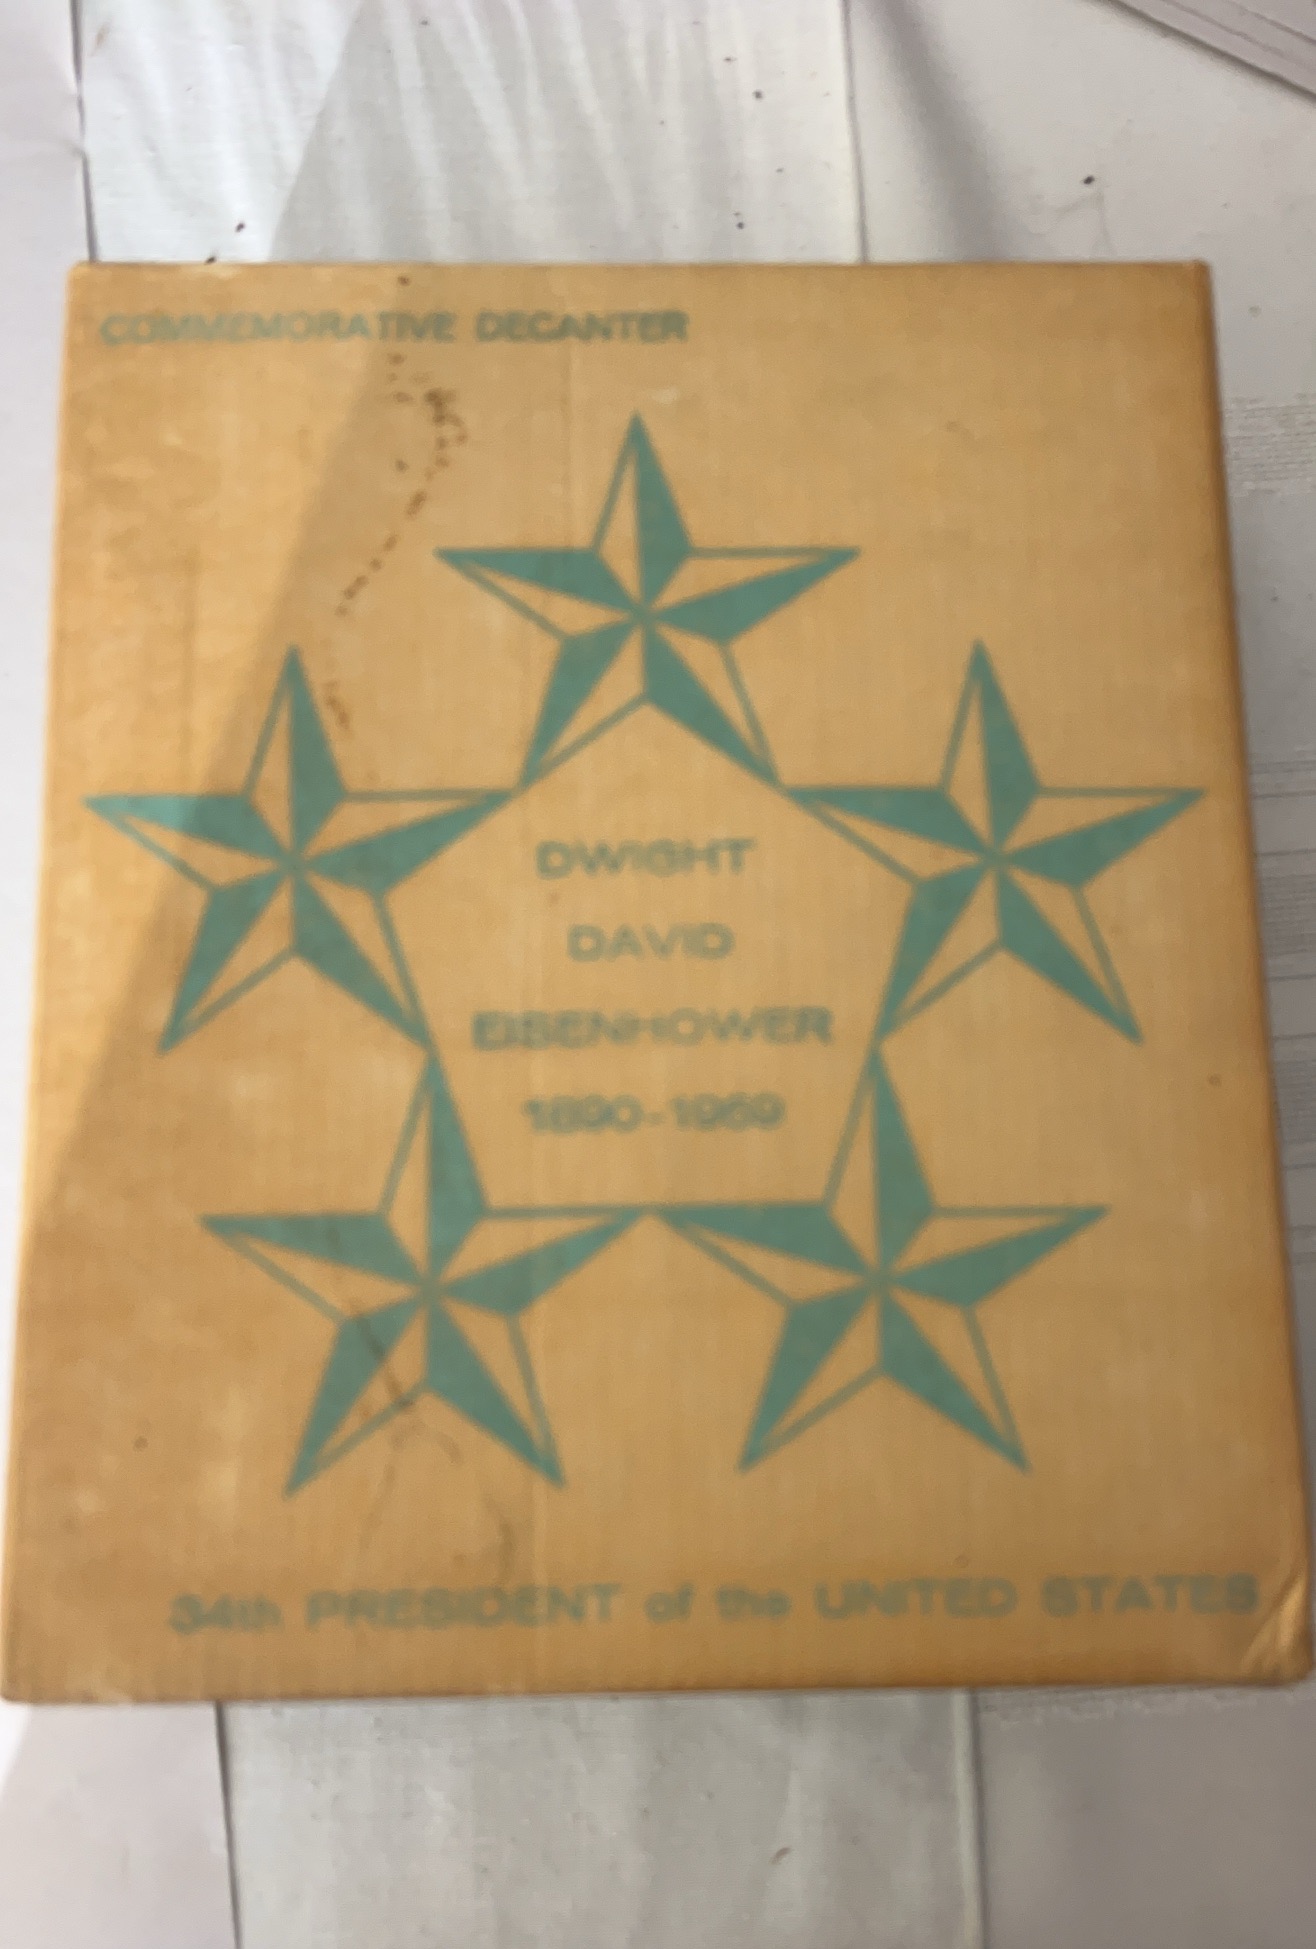 COMMEMORATIVE DECANTER
DWIGHT
DAVID
EISENHOWER
1890-1969
34th PRESIDENT of the UNITED STATES